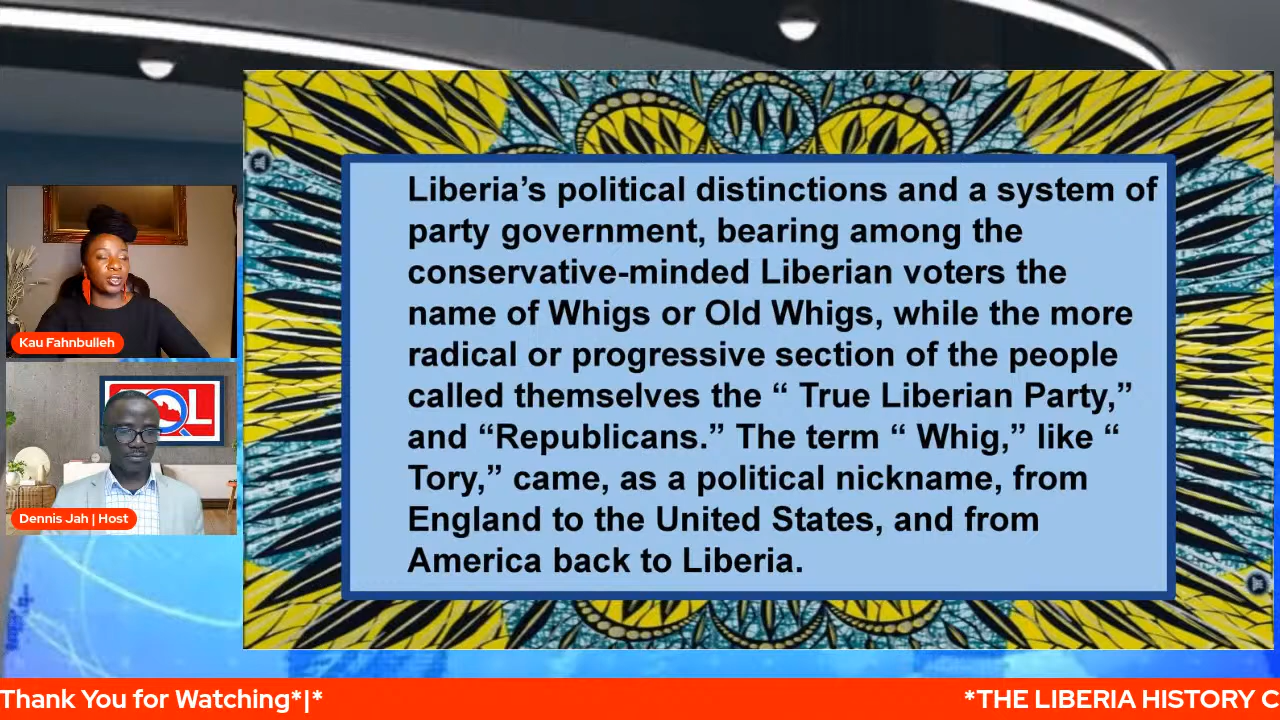 Liberia’s political distinctions and a system of
party government, bearing among the
conservative-minded Liberian voters the
name of Whigs or Old Whigs, while the more
radical or progressive section of the people
called themselves the “ True Liberian Party,”
and “Republicans.” The term “ Whig,” like “
Tory,” came, as a political nickname, from
England to the United States, and from
America back to Liberia.
Kau Fahnbulleh
Dennis Jah | Host
Thank You for Watching*|*
*THE LIBERIA HISTORY C